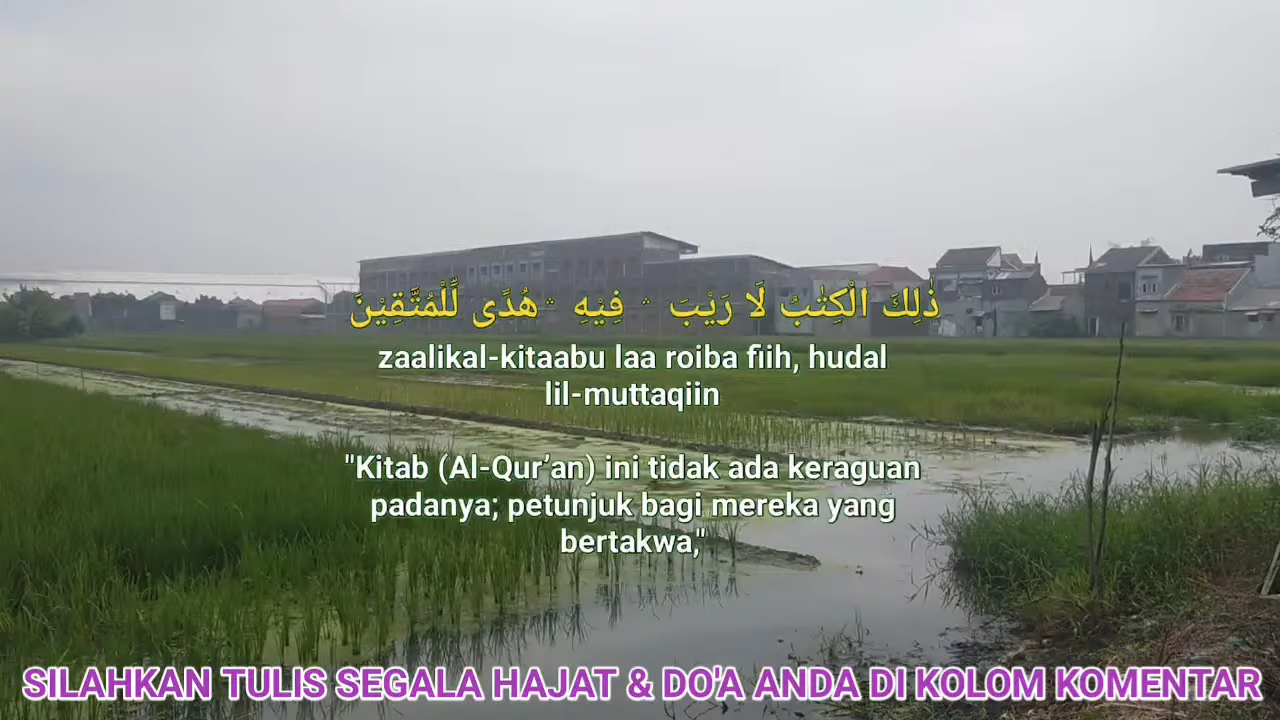 ذٰلِكَ الْكِتٰبُ لَا رَيْبَ ۛ فِيْهِ ۛ هُدًى لِّلْمُتَّقِيْنَ
zaalikal-kitaabu laa roiba fiih, hudal
lil-muttaqiin
"Kitab (Al-Qur’an) ini tidak ada keraguan
padanya; petunjuk bagi mereka yang
bertakwa,"
SILAHKAN TULIS SEGALA HAJAT & DO'A ANDA DI KOLOM KOMENTAR